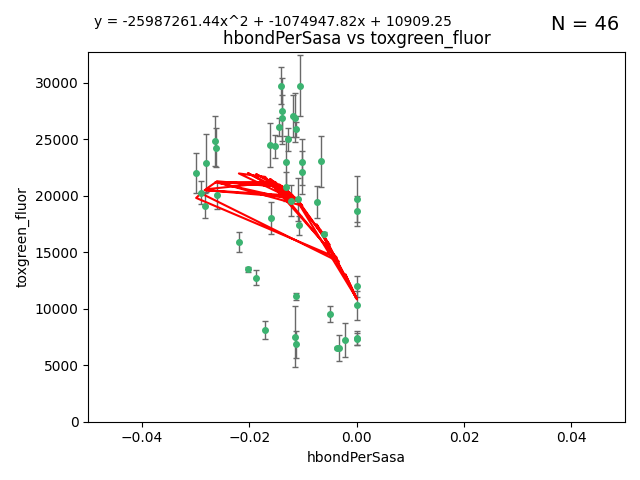 y = -25987261.44x^2 + -1074947.82x + 10909.25
N = 46
hbondPerSasa vs toxgreen_fluor
30000
25000
20000
15000
10000
5000
0
toxgreen_fluor
−0.04
−0.02
0.00
0.02
0.04
hbondPerSasa